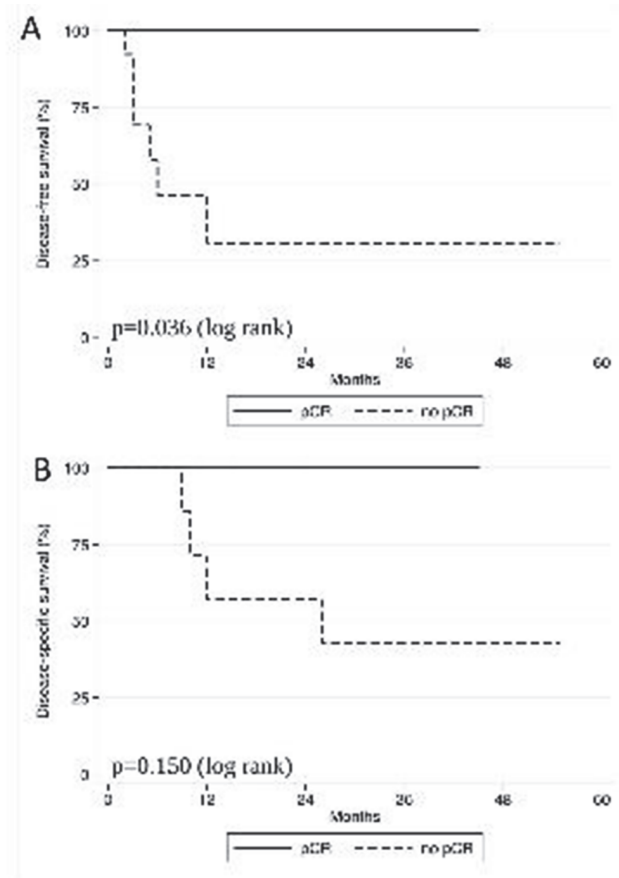 A
Disease-free survival (%)
100
75
50
25
0
p=0.036 (log rank)
0 12 24 36 48 60
Months
pCR no pCR
B
Disease-specific survival (%)
100
75
50
25
0
p=0.150 (log rank)
0 12 24 36 48 60
Months
pCR no pCR